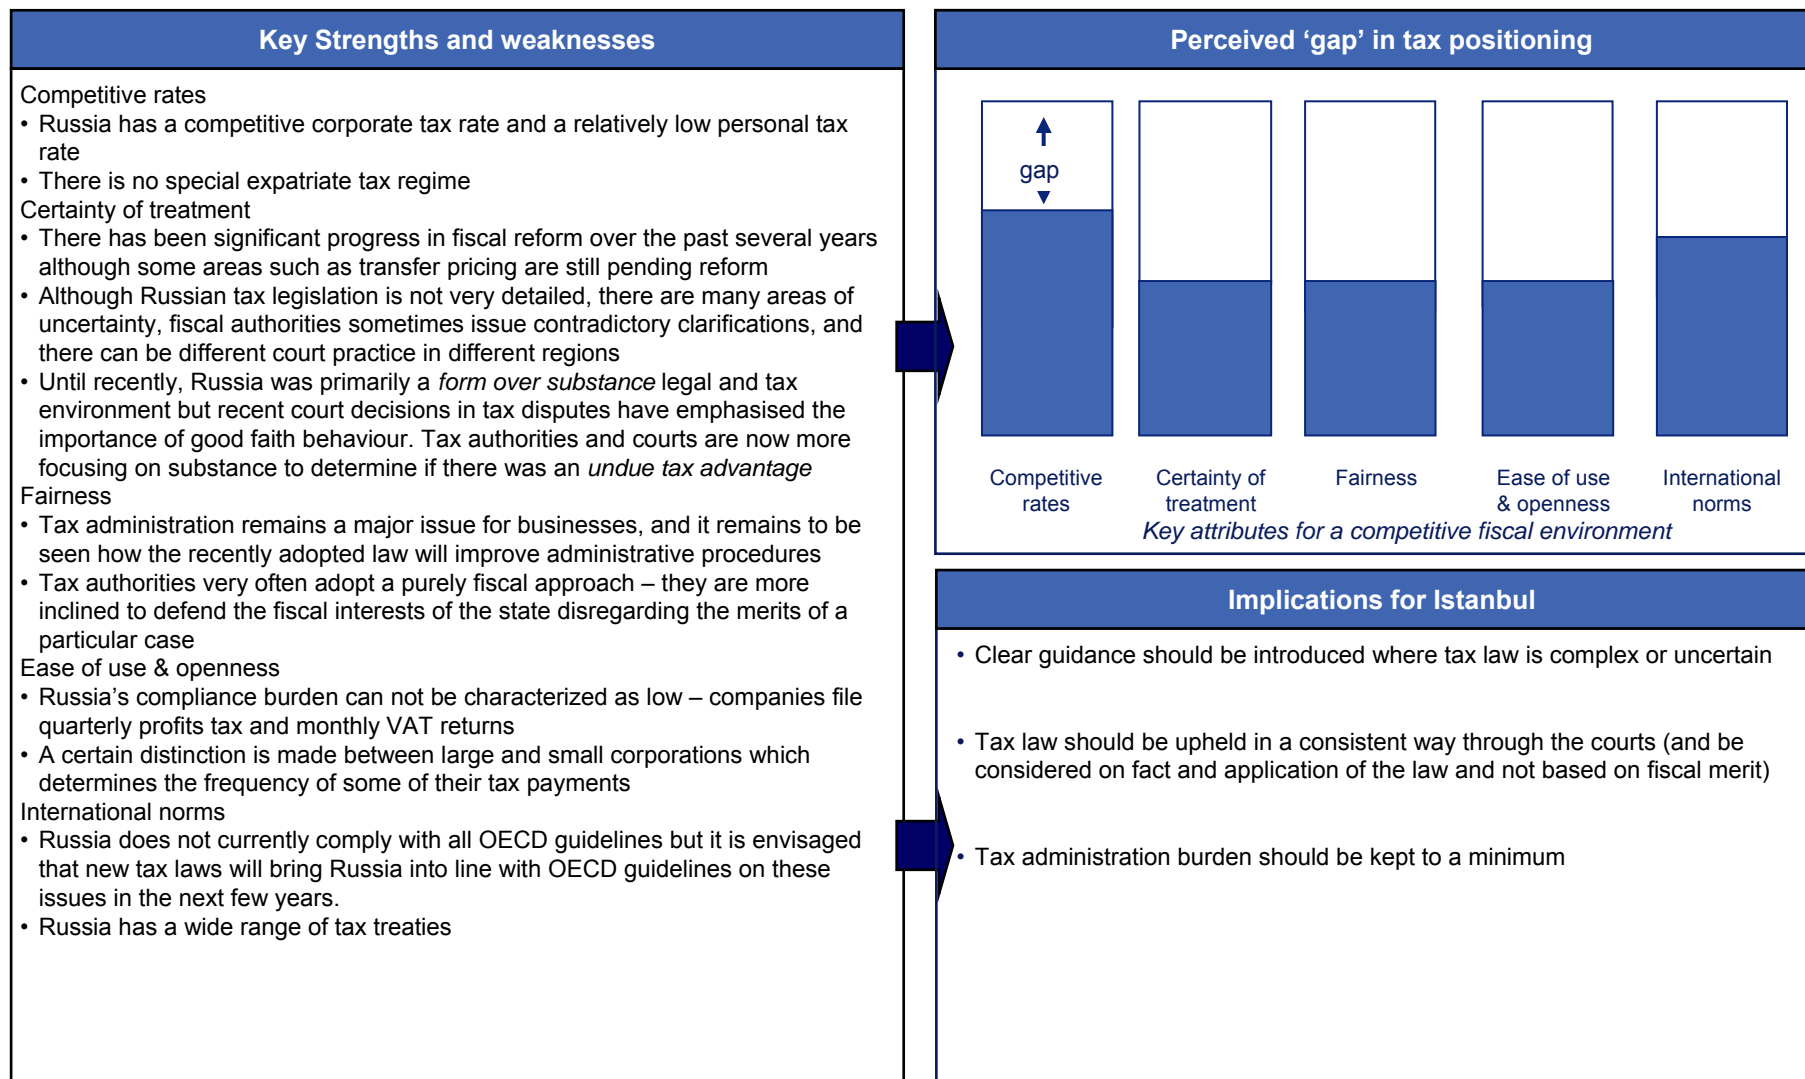 Key Strengths and weaknesses
Competitive rates
• Russia has a competitive corporate tax rate and a relatively low personal tax
rate
• There is no special expatriate tax regime
Certainty of treatment
• There has been significant progress in fiscal reform over the past several years
although some areas such as transfer pricing are still pending reform
• Although Russian tax legislation is not very detailed, there are many areas of
uncertainty, fiscal authorities sometimes issue contradictory clarifications, and
there can be different court practice in different regions
• Until recently, Russia was primarily a form over substance legal and tax
environment but recent court decisions in tax disputes have emphasised the
importance of good faith behaviour. Tax authorities and courts are now more
focusing on substance to determine if there was an undue tax advantage
Fairness
• Tax administration remains a major issue for businesses, and it remains to be
seen how the recently adopted law will improve administrative procedures
• Tax authorities very often adopt a purely fiscal approach – they are more
inclined to defend the fiscal interests of the state disregarding the merits of a
particular case
Ease of use & openness
• Russia’s compliance burden can not be characterized as low – companies file
quarterly profits tax and monthly VAT returns
• A certain distinction is made between large and small corporations which
determines the frequency of some of their tax payments
International norms
• Russia does not currently comply with all OECD guidelines but it is envisaged
that new tax laws will bring Russia into line with OECD guidelines on these
issues in the next few years.
• Russia has a wide range of tax treaties
Perceived ‘gap’ in tax positioning
gap
Competitive
rates
Certainty of
treatment
Fairness
Ease of use
& openness
International
norms
Key attributes for a competitive fiscal environment
Implications for Istanbul
• Clear guidance should be introduced where tax law is complex or uncertain
• Tax law should be upheld in a consistent way through the courts (and be
considered on fact and application of the law and not based on fiscal merit)
• Tax administration burden should be kept to a minimum